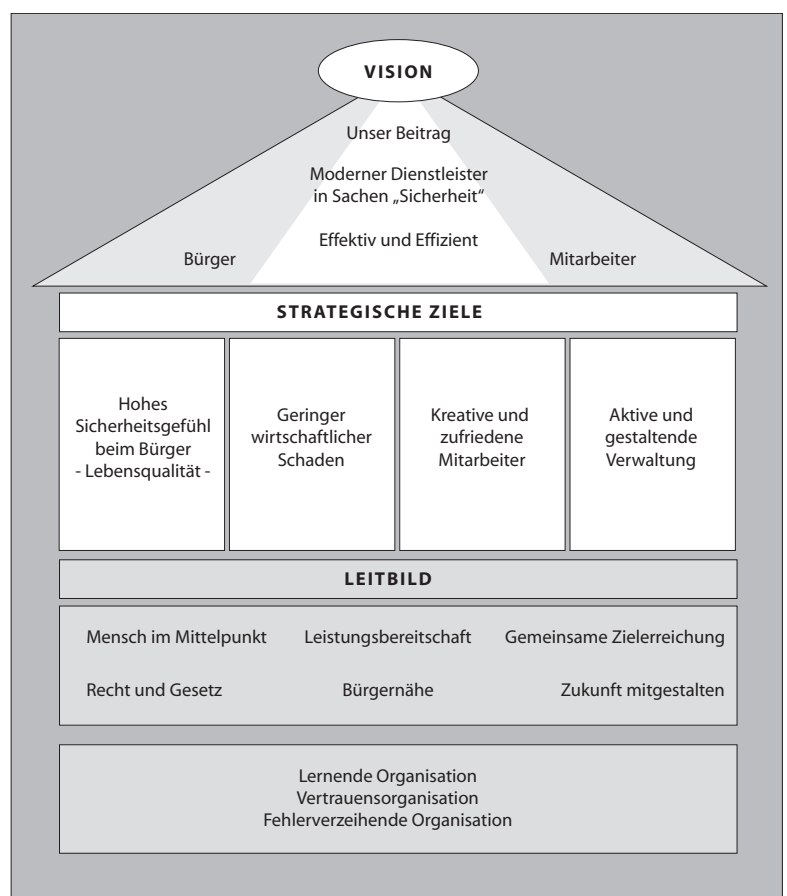 VISION
Unser Beitrag
Moderner Dienstleister
in Sachen „Sicherheit“
Effektiv und Effizient
Bürger
Mitarbeiter
STRATEGISCHE ZIELE
Hohes
Sicherheitsgefühl
beim Bürger
- Lebensqualität -
Geringer
wirtschaftlicher
Schaden
Kreative und
zufriedene
Mitarbeiter
Aktive und
gestaltende
Verwaltung
LEITBILD
Mensch im Mittelpunkt
Leistungsbereitschaft
Gemeinsame Zielerreichung
Recht und Gesetz
Bürgernähe
Zukunft mitgestalten
Lernende Organisation
Vertrauensorganisation
Fehlerverzeihende Organisation